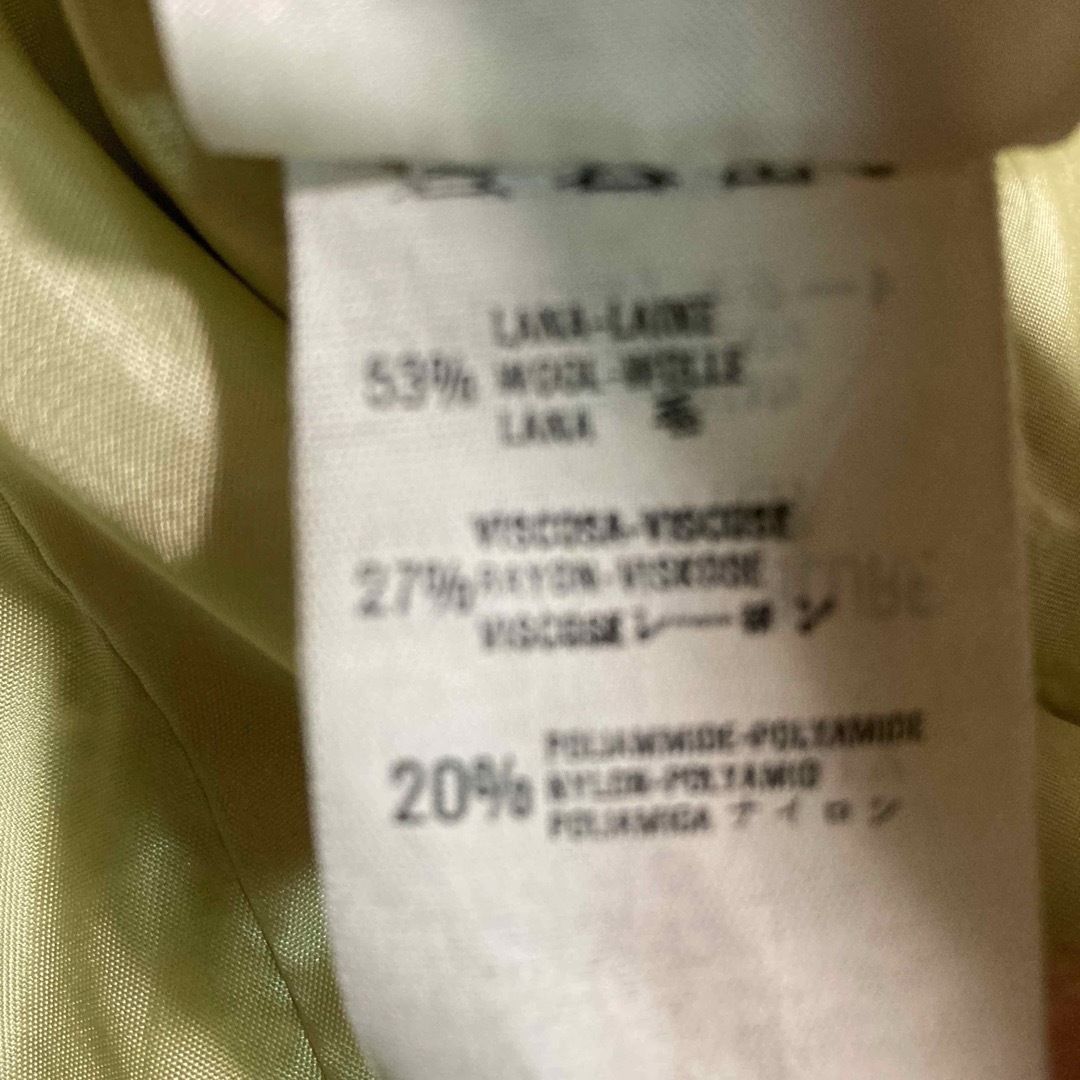 53%
LANA-LAINE
WOOL-WOLLE
LANA 毛
27%
VISCOSA-VISCOSE
RAYON-VISKOSE
VISCOSE レーヨン
20%
POLIAMMIDE-POLYAMIDE
NYLON-POLYAMID
POLIAMIDA ナイロン